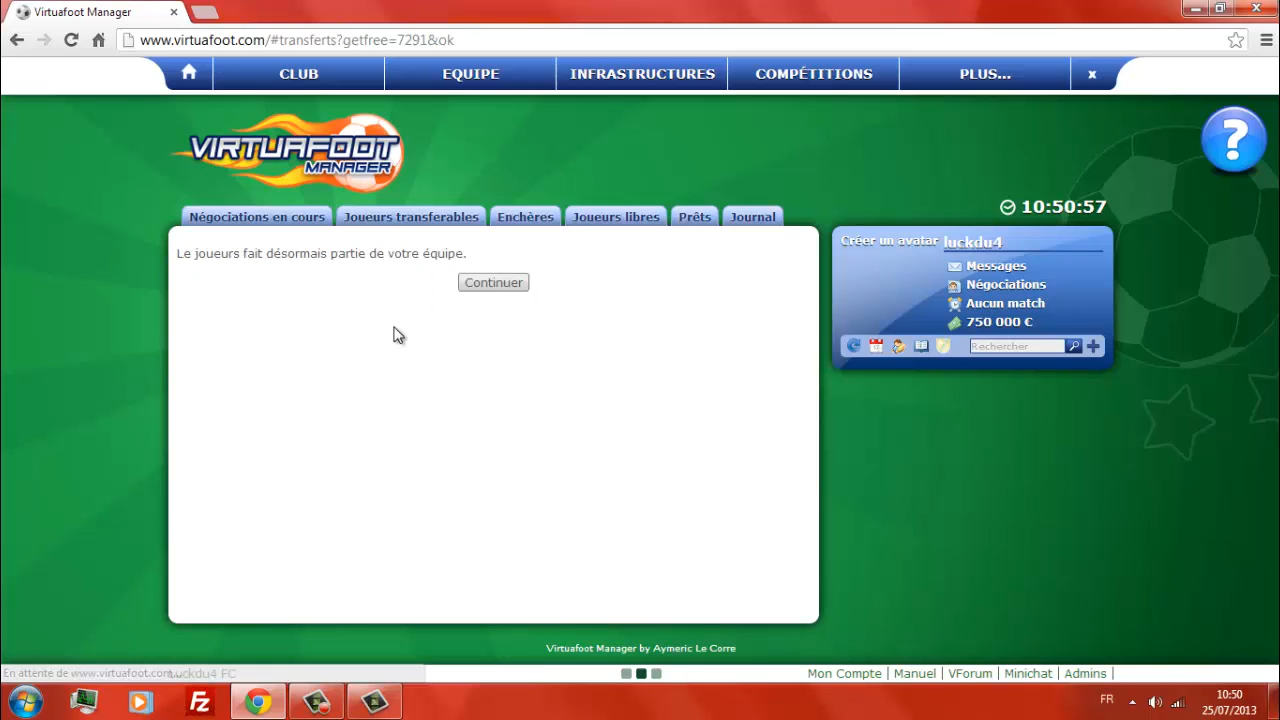 Virtuafoot Manager
www.virtuafoot.com/#transferts?getfree=7291&ok
CLUB
EQUIPE
INFRASTRUCTURES
COMPÉTITIONS
PLUS...
x
VIRTUAFOOT
MANAGER
?
10:50:57
Négociations en cours
Joueurs transferables
Enchères
Joueurs libres
Prêts
Journal
Le joueurs fait désormais partie de votre équipe.
Continuer
Créer un avatar
luckdu4
Messages
Négociations
Aucun match
750 000 €
Rechercher
Virtuafoot Manager by Aymeric Le Corre
En attente de www.virtuafoot.com...
luckdu4 FC
Mon Compte
Manuel
VForum
Minichat
Admins
FR
10:50
25/07/2013